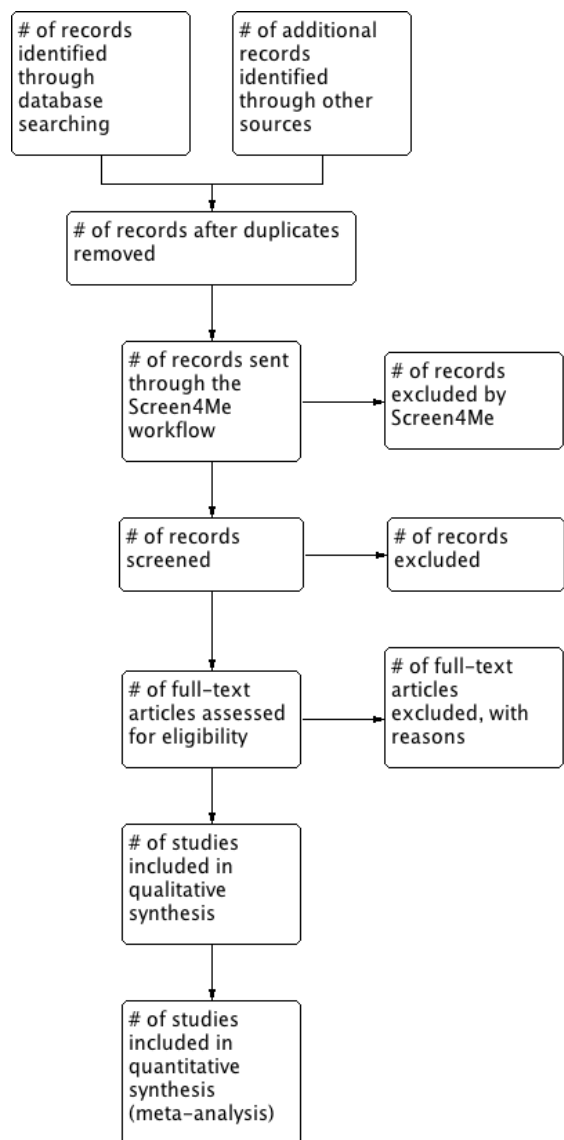 # of records
identified
through
database
searching
# of additional
records
identified
through other
sources
# of records after duplicates
removed
# of records sent
through the
Screen4Me
workflow
# of records
excluded by
Screen4Me
# of records
screened
# of records
excluded
# of full-text
articles assessed
for eligibility
# of full-text
articles
excluded, with
reasons
# of studies
included in
qualitative
synthesis
# of studies
included in
quantitative
synthesis
(meta-analysis)